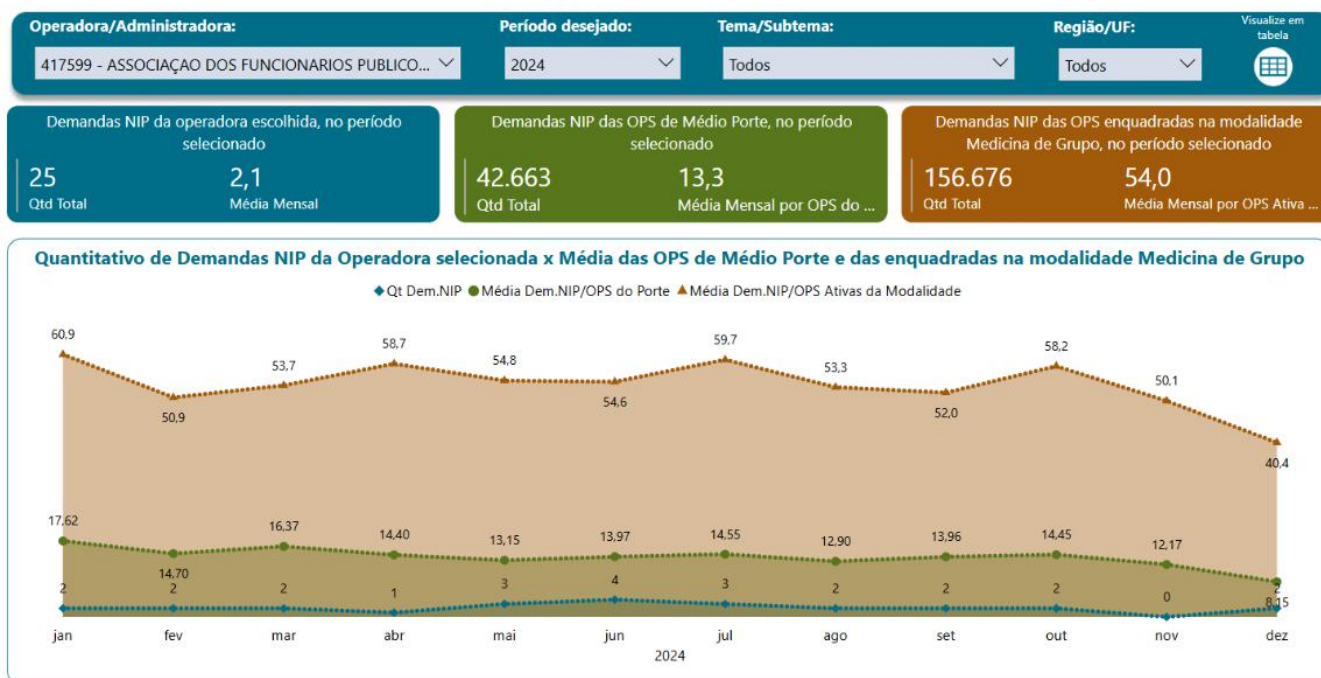 Operadora/Administradora:
Período desejado:
Tema/Subtema:
Região/UF:
Visualize em
tabela
417599 - ASSOCIAÇAO DOS FUNCIONARIOS PUBLICO...
2024
Todos
Todos
Demandas NIP da operadora escolhida, no período
selecionado
25
2,1
Qtd Total
Média Mensal
Demandas NIP das OPS de Médio Porte, no período
selecionado
42.663
13,3
Qtd Total
Média Mensal por OPS do ...
Demandas NIP das OPS enquadradas na modalidade
Medicina de Grupo, no período selecionado
156.676
54,0
Qtd Total
Média Mensal por OPS Ativa ...
Quantitativo de Demandas NIP da Operadora selecionada x Média das OPS de Médio Porte e das enquadradas na modalidade Medicina de Grupo
Qt Dem.NIP Média Dem.NIP/OPS do Porte Média Dem.NIP/OPS Ativas da Modalidade
60,9 50,9 53,7 58,7 54,8 54,6 59,7 53,3 52,0 58,2 50,1 40,4
17,62 14,70 16,37 14,40 13,15 13,97 14,55 12,90 13,96 14,45 12,17 8,15
2 2 2 1 3 4 3 2 2 2 0 2
jan fev mar abr mai jun jul ago set out nov dez
2024